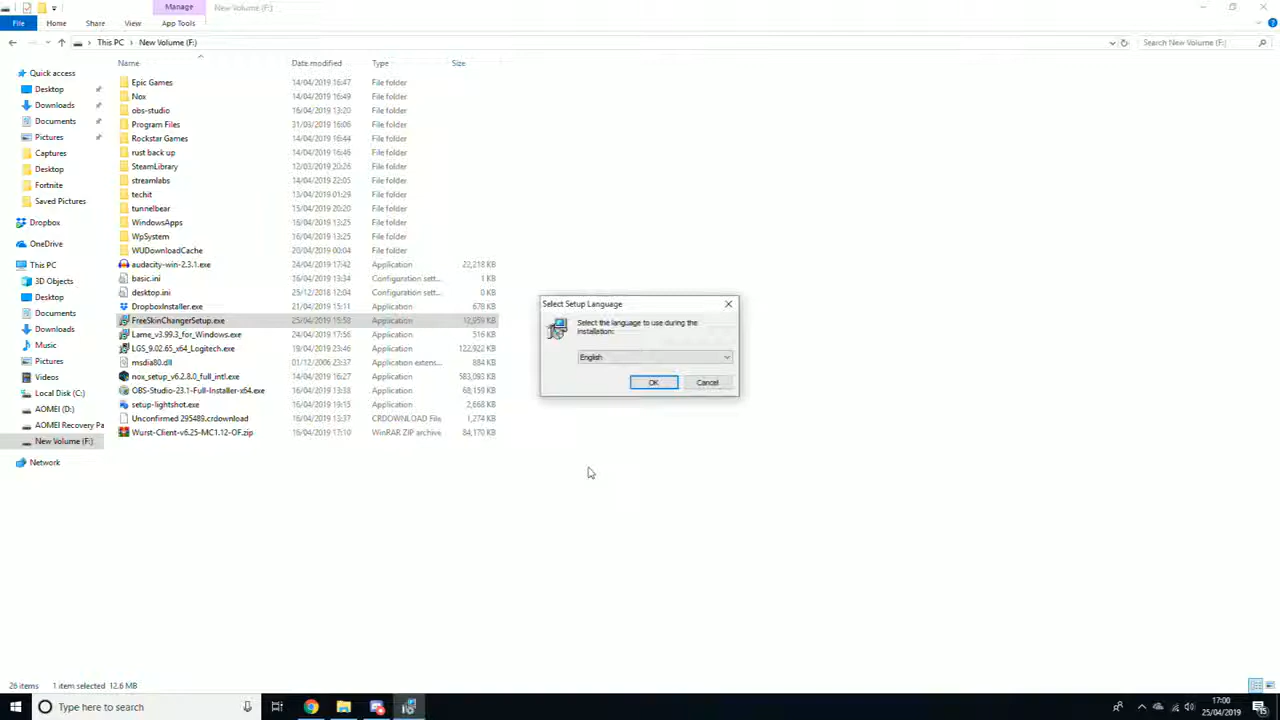 Manage
New Volume (F:)
File Home Share View App Tools
This PC New Volume (F:)
Search New Volume (F:)
Name Date modified Type Size
Quick access
Desktop
Downloads
Documents
Pictures
Captures
Desktop
Fortnite
Saved Pictures
Dropbox
OneDrive
This PC
3D Objects
Desktop
Documents
Downloads
Music
Pictures
Videos
Local Disk (C:)
AOMEI (D:)
AOMEI Recovery Pa
New Volume (F:)
Network
Epic Games 14/04/2019 16:47 File folder
Nox 14/04/2019 16:49 File folder
obs-studio 16/04/2019 13:20 File folder
Program Files 31/03/2019 16:06 File folder
Rockstar Games 14/04/2019 16:44 File folder
rust back up 14/04/2019 16:46 File folder
SteamLibrary 12/03/2019 20:26 File folder
streamlabs 14/04/2019 22:05 File folder
techit 13/04/2019 01:29 File folder
tunnelbear 15/04/2019 20:20 File folder
WindowsApps 16/04/2019 13:25 File folder
WpSystem 16/04/2019 13:25 File folder
WUDownloadCache 20/04/2019 00:04 File folder
audacity-win-2.3.1.exe 24/04/2019 17:42 Application 22,218 KB
basic.ini 16/04/2019 13:34 Configuration sett... 1 KB
desktop.ini 25/12/2018 12:04 Configuration sett... 0 KB
DropboxInstaller.exe 21/04/2019 15:11 Application 678 KB
FreeSkinChangerSetup.exe 25/04/2019 15:58 Application 12,959 KB
Lame_v3.99.3_for_Windows.exe 24/04/2019 17:46 Application 516 KB
LGS_9.02.65_x64_Logitech.exe 19/04/2019 23:46 Application 122,922 KB
msdia80.dll 01/12/2006 23:37 Application exten... 884 KB
nox_setup_v6.2.8.0_full_intl.exe 14/04/2019 16:27 Application 583,093 KB
OBS-Studio-23.1-Full-Installer-x64.exe 16/04/2019 13:38 Application 68,159 KB
setup-lightshot.exe 16/04/2019 19:15 Application 2,668 KB
Unconfirmed 295489.crdownload 16/04/2019 13:37 CRDOWNLOAD File 1,274 KB
Wurst-Client-v6.25-MC1.12-OF.zip 16/04/2019 17:10 WinRAR ZIP archive 84,170 KB
Select Setup Language
Select the language to use during the
installation:
English
OK Cancel
26 items 1 item selected 12.6 MB
Type here to search
17:00
25/04/2019
15